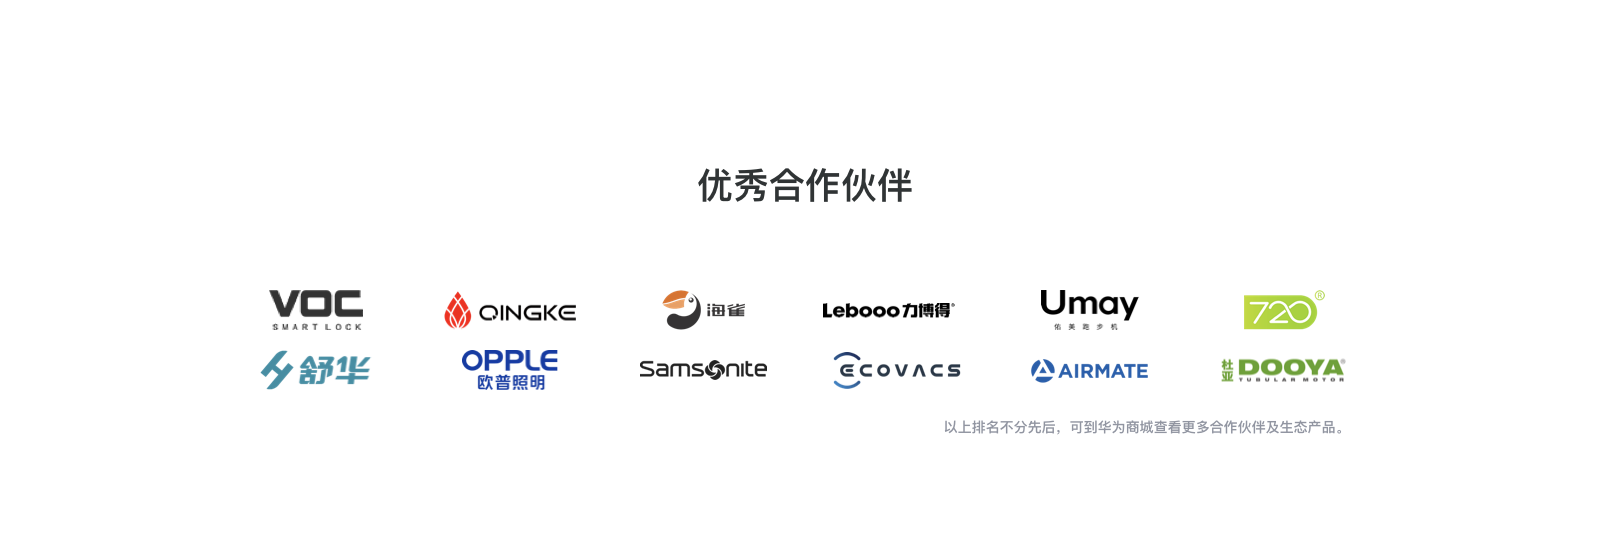 优秀合作伙伴
VOC
SMART LOCK
QINGKE
海雀
Lebooo力博得®
Umay
佑美跑步机
720®
舒华
OPPLE
欧普照明
Samsonite
ECOVACS
AIRMATE
杜亚 DOOYA®
TUBULAR MOTOR
以上排名不分先后，可到华为商城查看更多合作伙伴及生态产品。